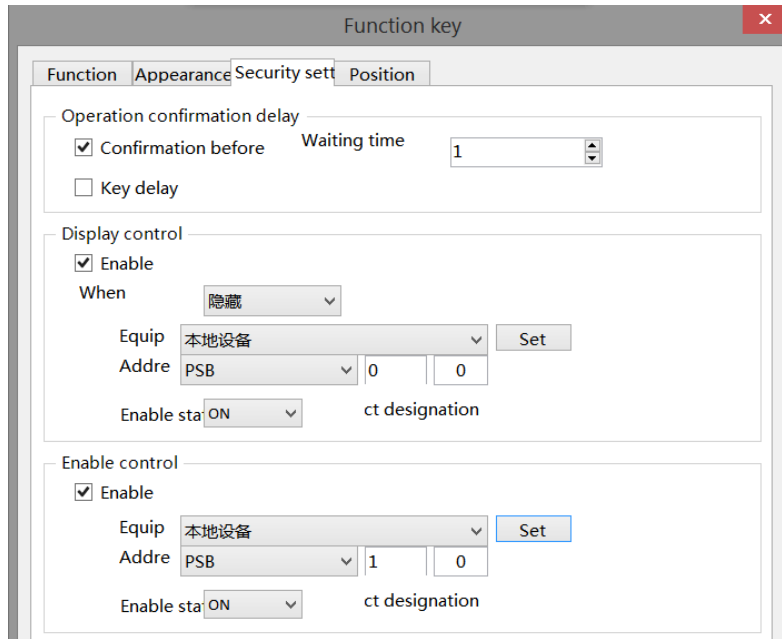 Function key
Function Appearance Security sett Position
Operation confirmation delay
Confirmation before Waiting time 1
Key delay
Display control
Enable
When 隐藏
Equip 本地设备 Set
Addre PSB 0 0
Enable sta ON ct designation
Enable control
Enable
Equip 本地设备 Set
Addre PSB 1 0
Enable sta ON ct designation